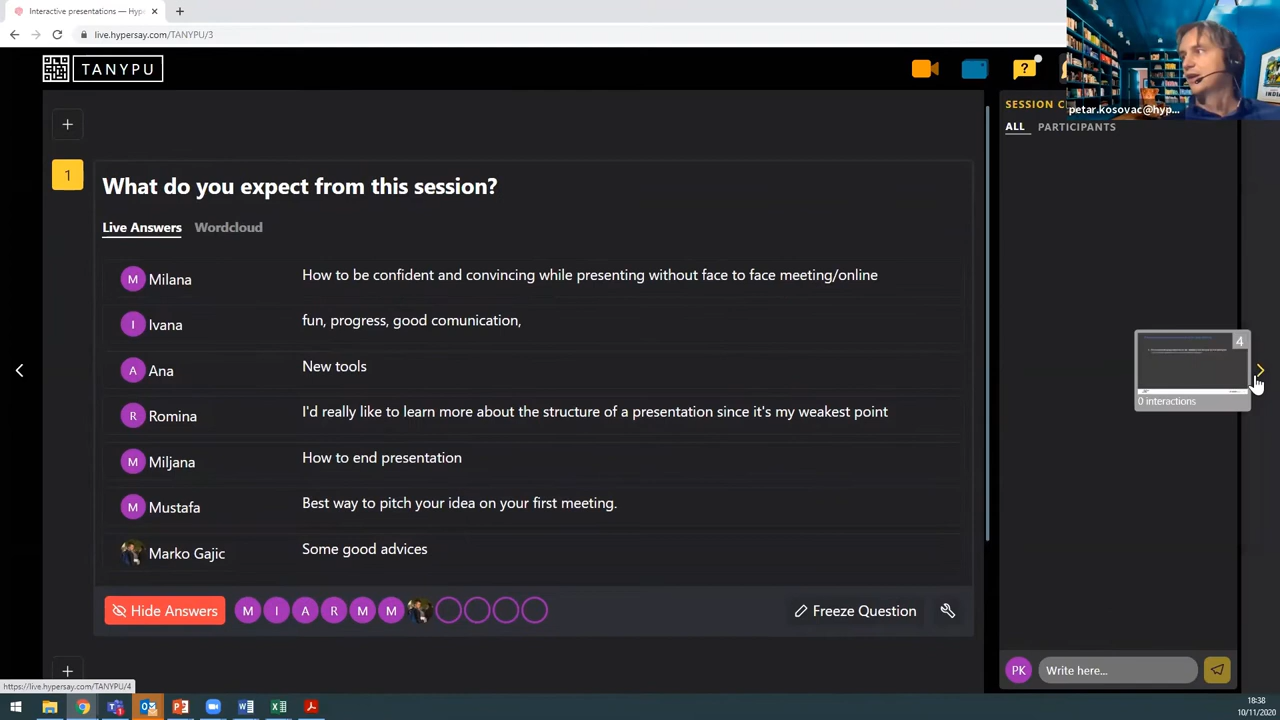 Interactive presentations — Hyp
live.hypersay.com/TANYPU/3
TANYPU
?
SESSION C
petar.kosovac@hyp...
ALL PARTICIPANTS
+
1
What do you expect from this session?
Live Answers Wordcloud
M Milana How to be confident and convincing while presenting without face to face meeting/online
I Ivana fun, progress, good comunication,
A Ana New tools
R Romina I'd really like to learn more about the structure of a presentation since it's my weakest point
M Miljana How to end presentation
M Mustafa Best way to pitch your idea on your first meeting.
Marko Gajic Some good advices
4
0 interactions
Hide Answers M I A R M M Freeze Question
+
PK Write here...
https://live.hypersay.com/TANYPU/4
18:38
10/11/2020